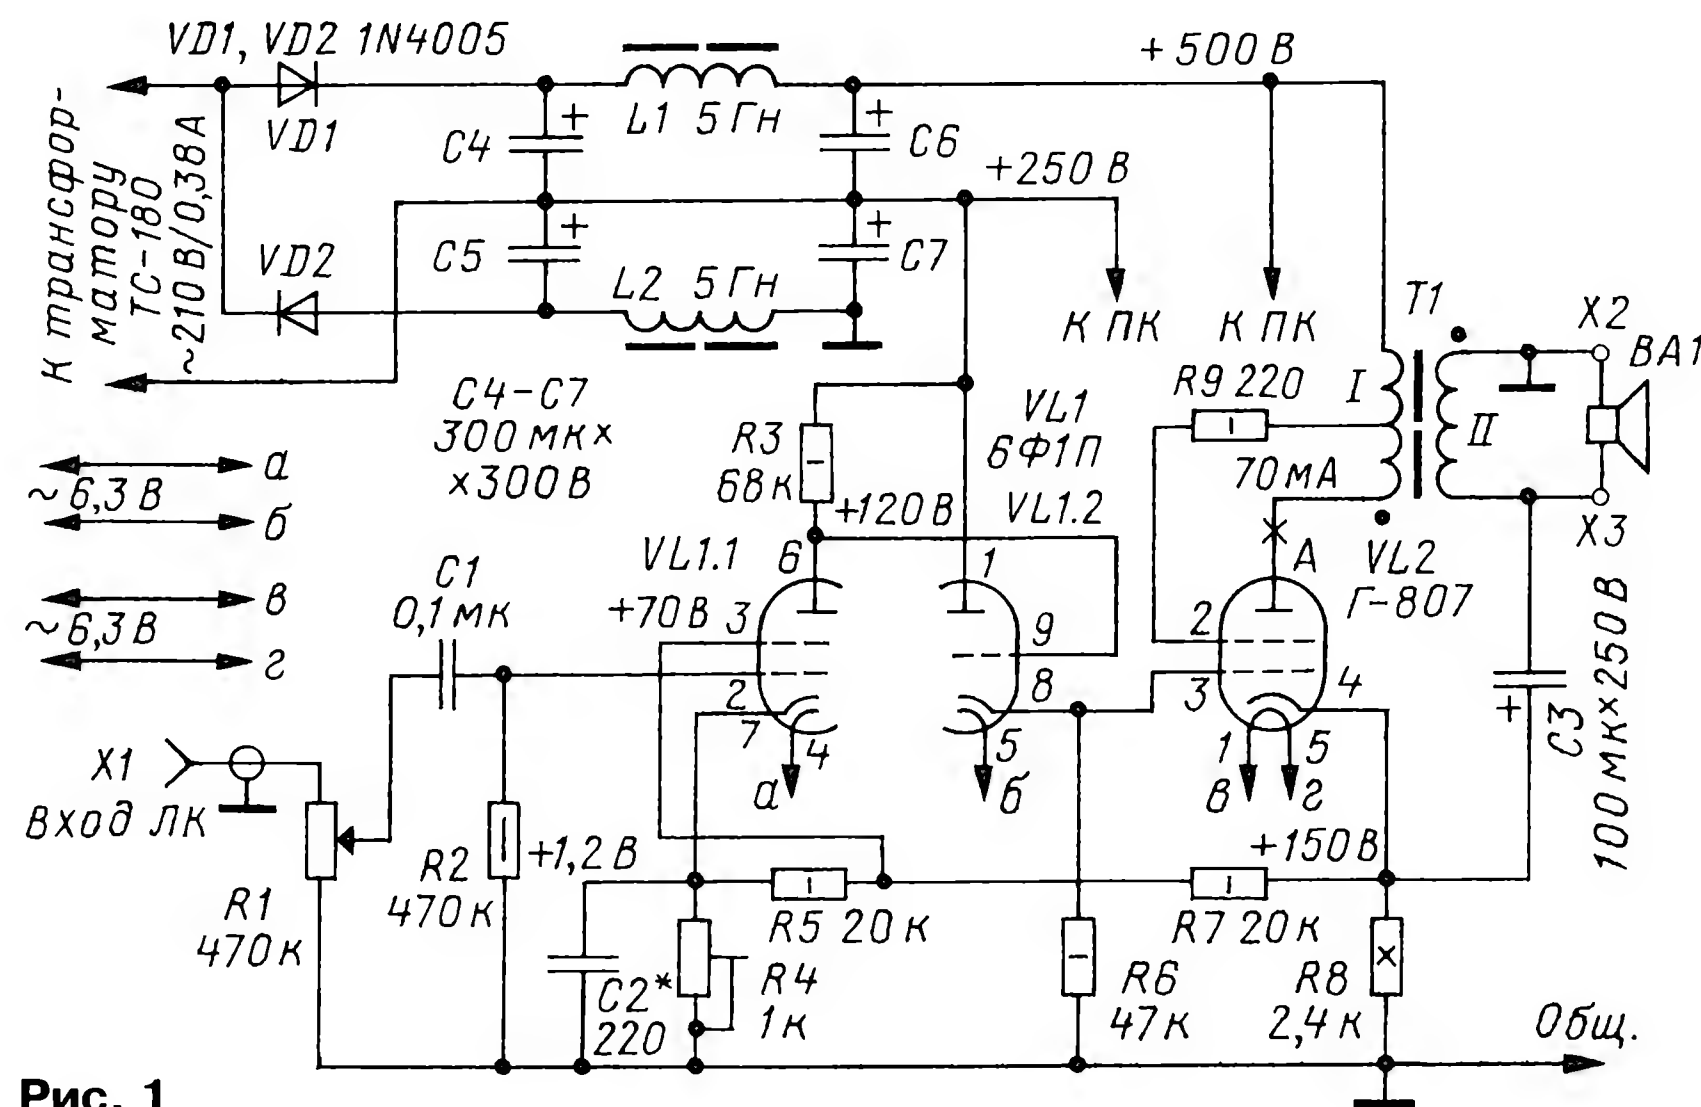 VD1, VD2 1N4005
VD1
К трансфор-
матору
ТС-180
~210 В/0,38А
C4
+
L1 5 Гн
+
C6
+500 В
+250 В
C5
+
VD2
L2 5 Гн
+
C7
К ПК
К ПК
C4-C7
300 мк×
×300 В
R3
68 к
VL1
6Ф1П
VL1.2
R9 220
70 мА
T1
I
II
X2
BA1
X3
~6,3 В
а
б
~6,3 В
в
г
C1
0,1 мк
VL1.1
+70 В
+120 В
6
3
2
7
4
а
1
9
8
5
б
A
VL2
Г-807
2
3
4
1
5
в
г
C3
100 мк×250 В
+
X1
Вход ЛК
R1
470 к
R2
470 к
+1,2 В
R5 20 к
C2*
220
R4
1 к
R6
47 к
+150 В
R7 20 к
R8
2,4 к
Общ.
Рис. 1